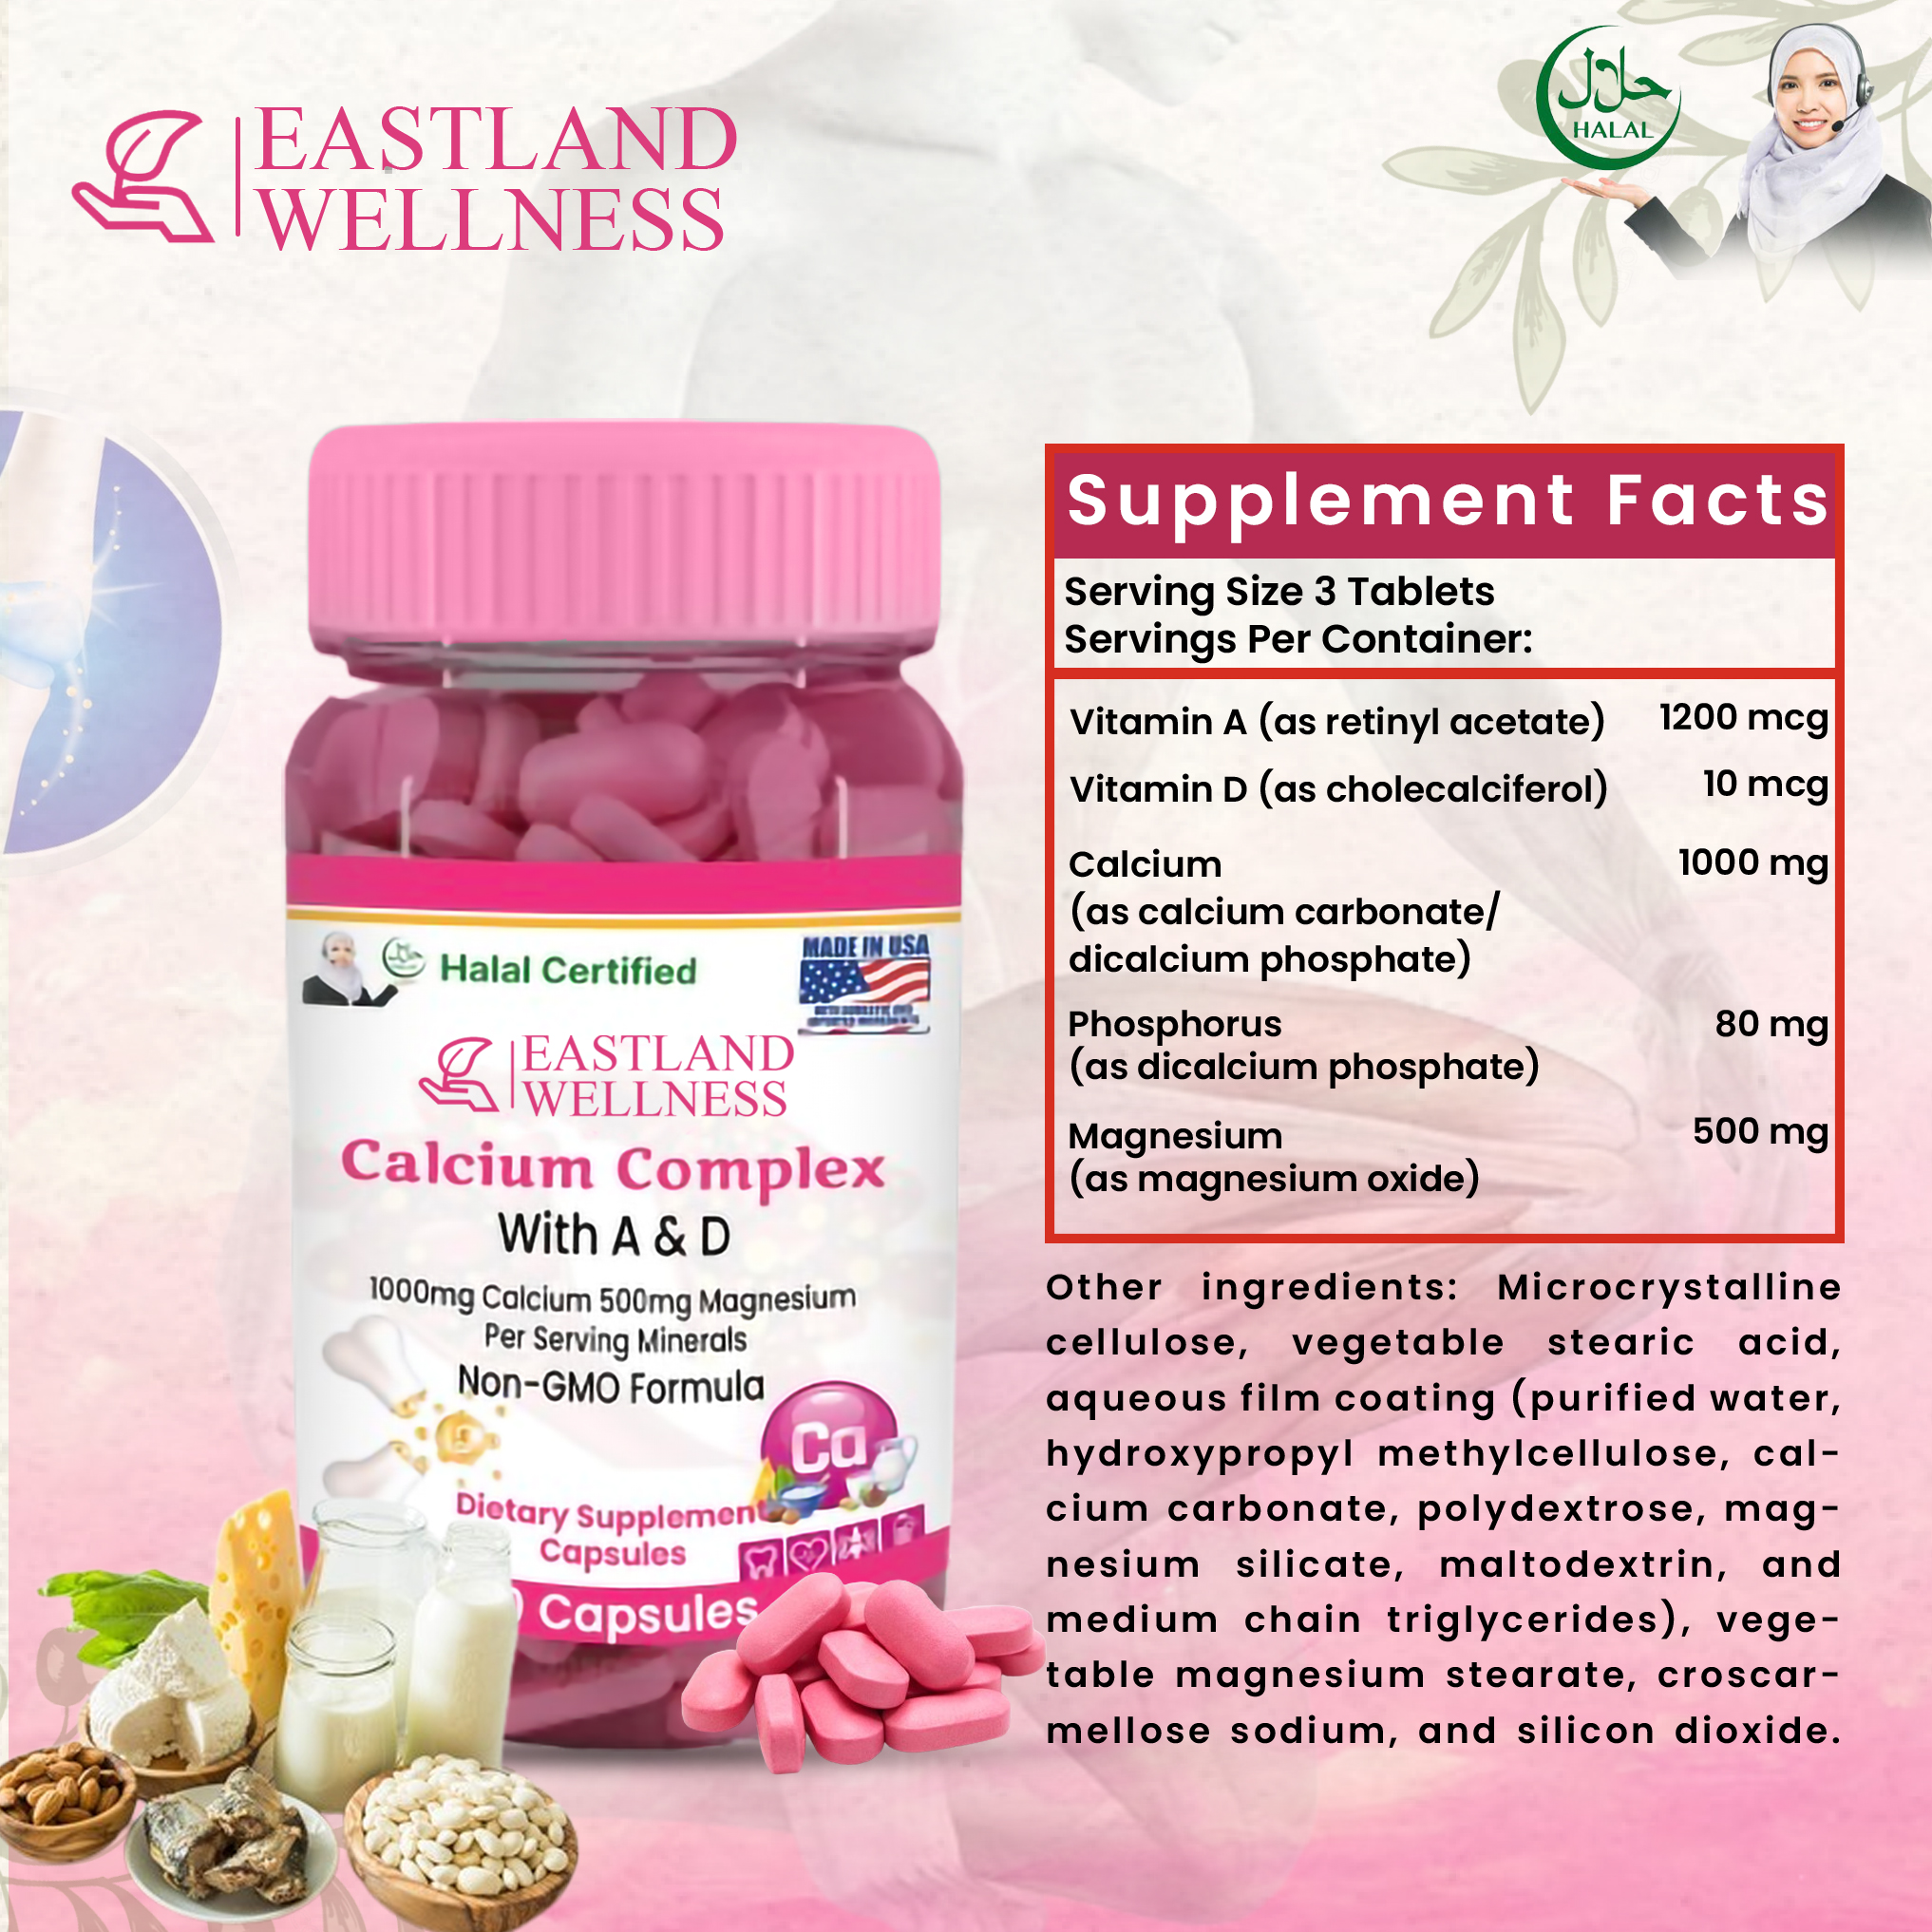 EASTLAND
WELLNESS
حلال
HALAL
Supplement Facts
Serving Size 3 Tablets
Servings Per Container:
Vitamin A (as retinyl acetate) 1200 mcg
Vitamin D (as cholecalciferol) 10 mcg
Calcium 1000 mg
(as calcium carbonate/
dicalcium phosphate)
Phosphorus 80 mg
(as dicalcium phosphate)
Magnesium 500 mg
(as magnesium oxide)
Other ingredients: Microcrystalline
cellulose, vegetable stearic acid,
aqueous film coating (purified water,
hydroxypropyl methylcellulose, cal-
cium carbonate, polydextrose, mag-
nesium silicate, maltodextrin, and
medium chain triglycerides), vege-
table magnesium stearate, croscar-
mellose sodium, and silicon dioxide.
Halal Certified
MADE IN USA
EASTLAND
WELLNESS
Calcium Complex
With A & D
1000mg Calcium 500mg Magnesium
Per Serving Minerals
Non-GMO Formula
Ca
Dietary Supplement
Capsules
Capsules